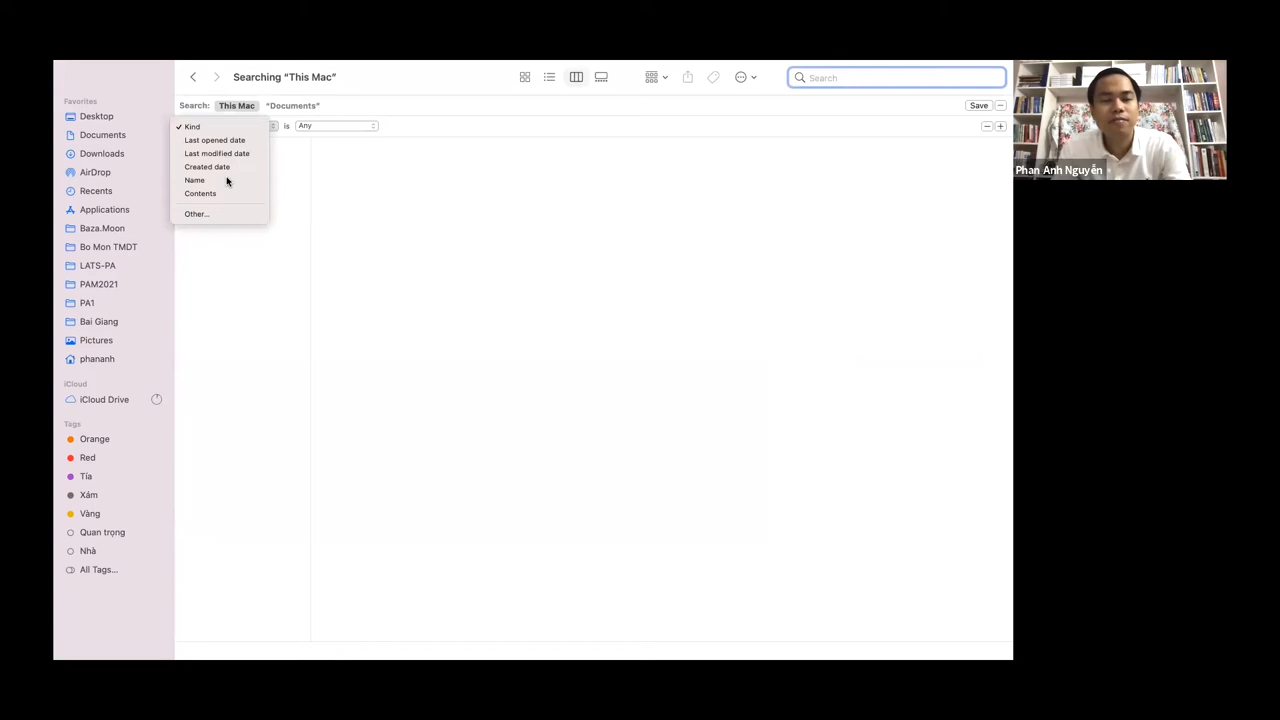 Favorites
Desktop
Documents
Downloads
AirDrop
Recents
Applications
Baza.Moon
Bo Mon TMDT
LATS-PA
PAM2021
PA1
Bai Giang
Pictures
phananh
iCloud
iCloud Drive
Tags
Orange
Red
Tía
Xám
Vàng
Quan trọng
Nhà
All Tags...
Searching “This Mac”
Search
Search: This Mac “Documents” Save
Kind is Any
Last opened date
Last modified date
Created date
Name
Contents
Other...
Phan Anh Nguyễn